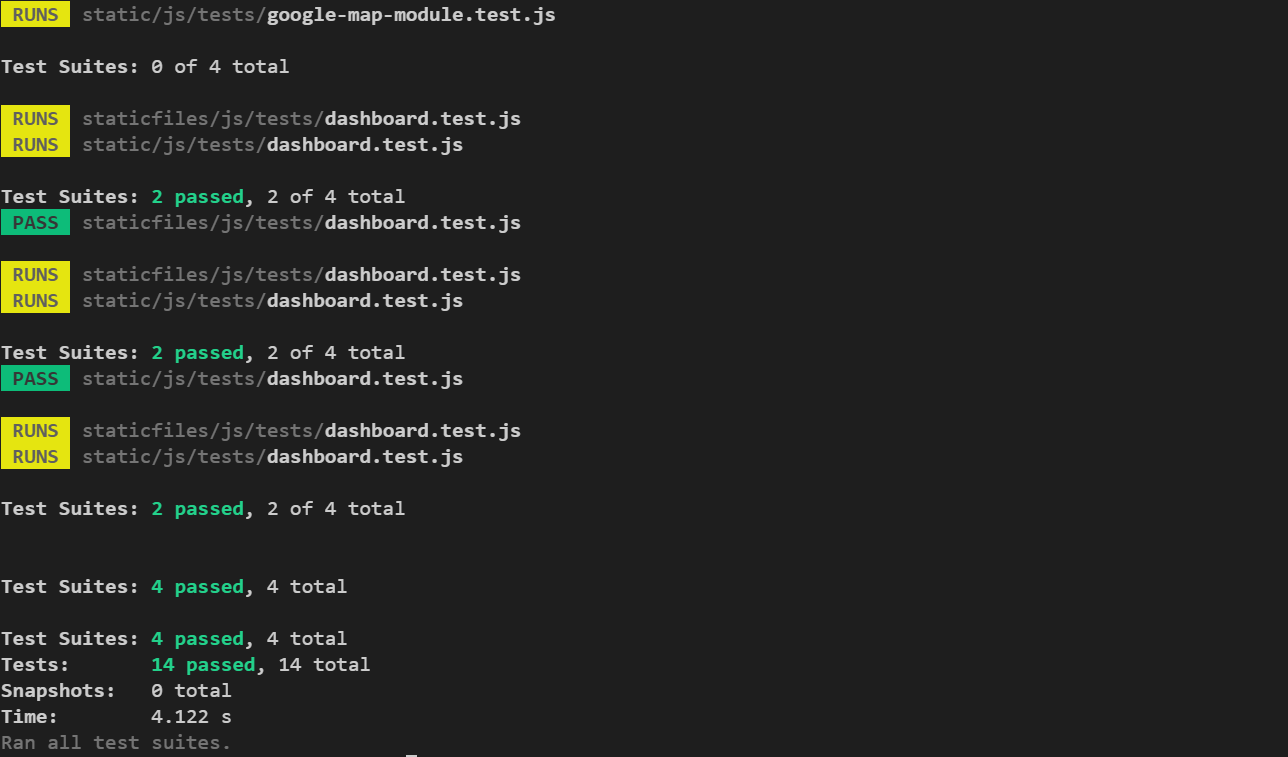 RUNS static/js/tests/google-map-module.test.js
Test Suites: 0 of 4 total
RUNS staticfiles/js/tests/dashboard.test.js
RUNS static/js/tests/dashboard.test.js
Test Suites: 2 passed, 2 of 4 total
PASS staticfiles/js/tests/dashboard.test.js
RUNS staticfiles/js/tests/dashboard.test.js
RUNS static/js/tests/dashboard.test.js
Test Suites: 2 passed, 2 of 4 total
PASS static/js/tests/dashboard.test.js
RUNS staticfiles/js/tests/dashboard.test.js
RUNS static/js/tests/dashboard.test.js
Test Suites: 2 passed, 2 of 4 total
Test Suites: 4 passed, 4 total
Test Suites: 4 passed, 4 total
Tests: 14 passed, 14 total
Snapshots: 0 total
Time: 4.122 s
Ran all test suites.